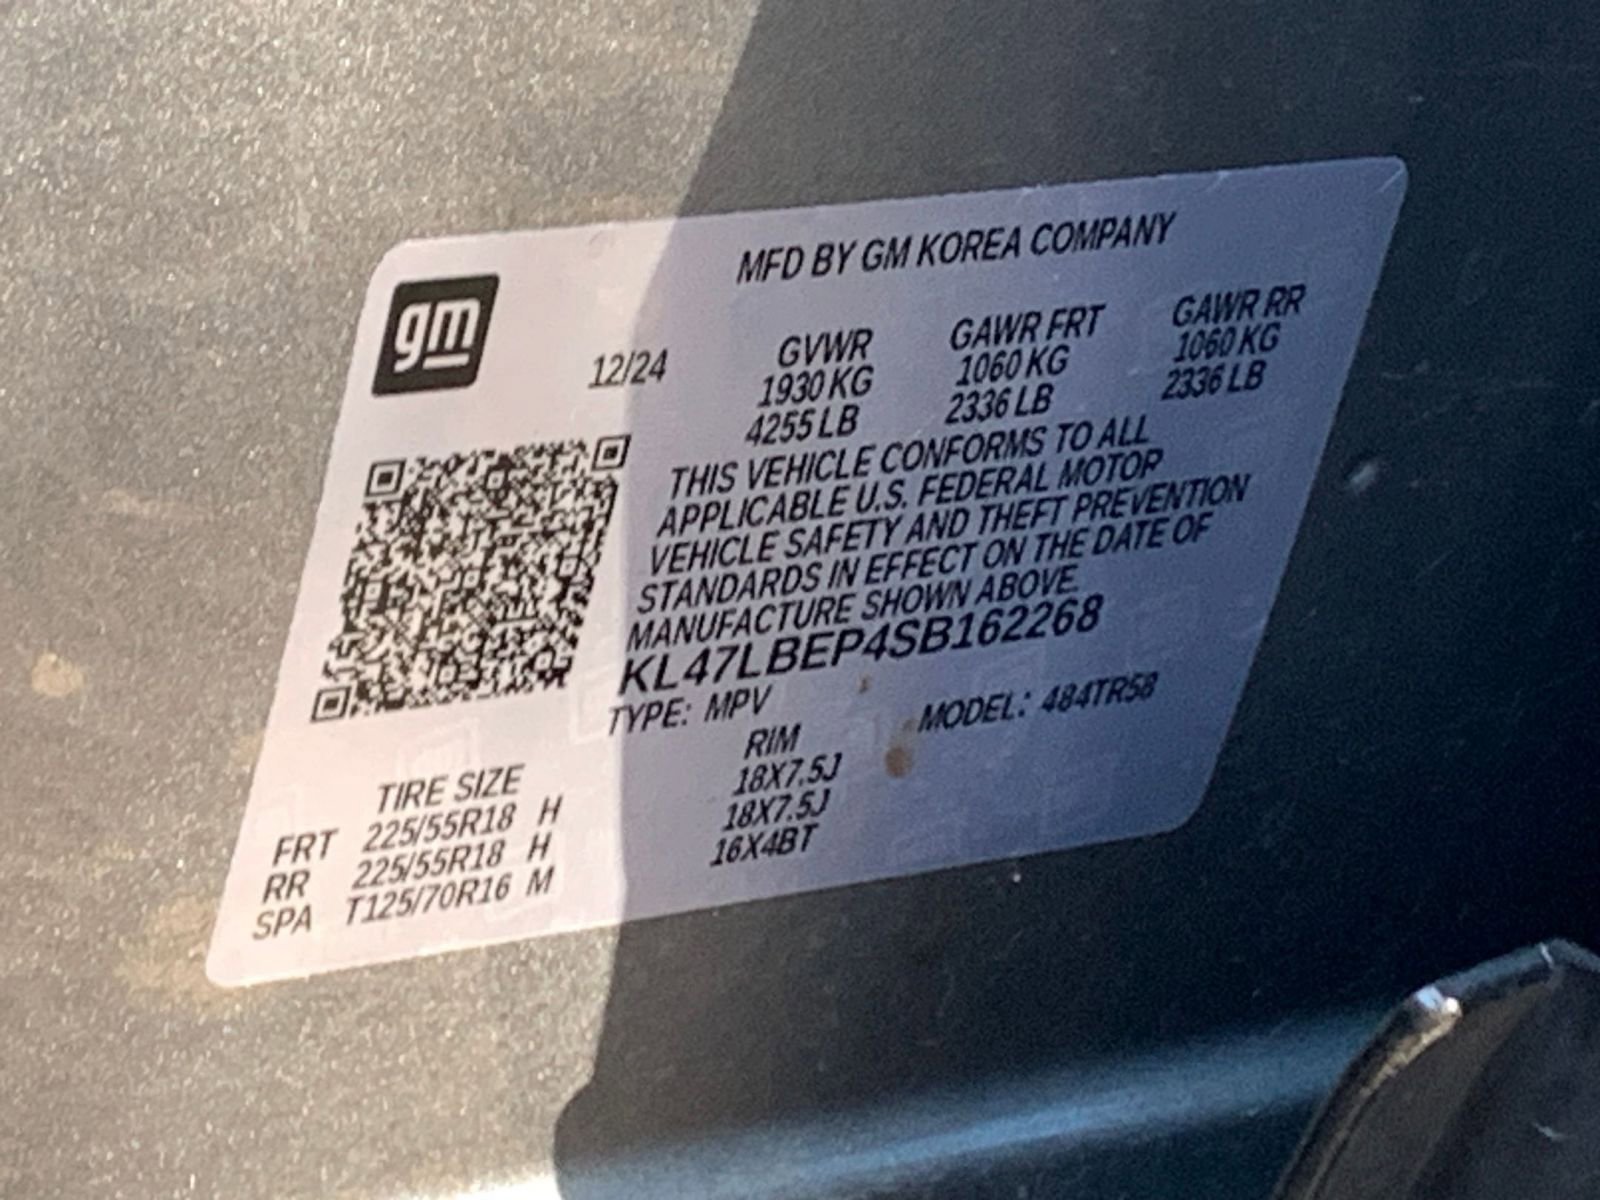 gm
MFD BY GM KOREA COMPANY
12/24
GVWR GAWR FRT GAWR RR
1930 KG 1060 KG 1060 KG
4255 LB 2336 LB 2336 LB
THIS VEHICLE CONFORMS TO ALL
APPLICABLE U.S. FEDERAL MOTOR
VEHICLE SAFETY AND THEFT PREVENTION
STANDARDS IN EFFECT ON THE DATE OF
MANUFACTURE SHOWN ABOVE.
KL47LBEP4SB162268
TYPE: MPV MODEL: 484TR58
TIRE SIZE RIM
FRT 225/55R18 H 18X7.5J
RR 225/55R18 H 18X7.5J
SPA T125/70R16 M 16X4BT